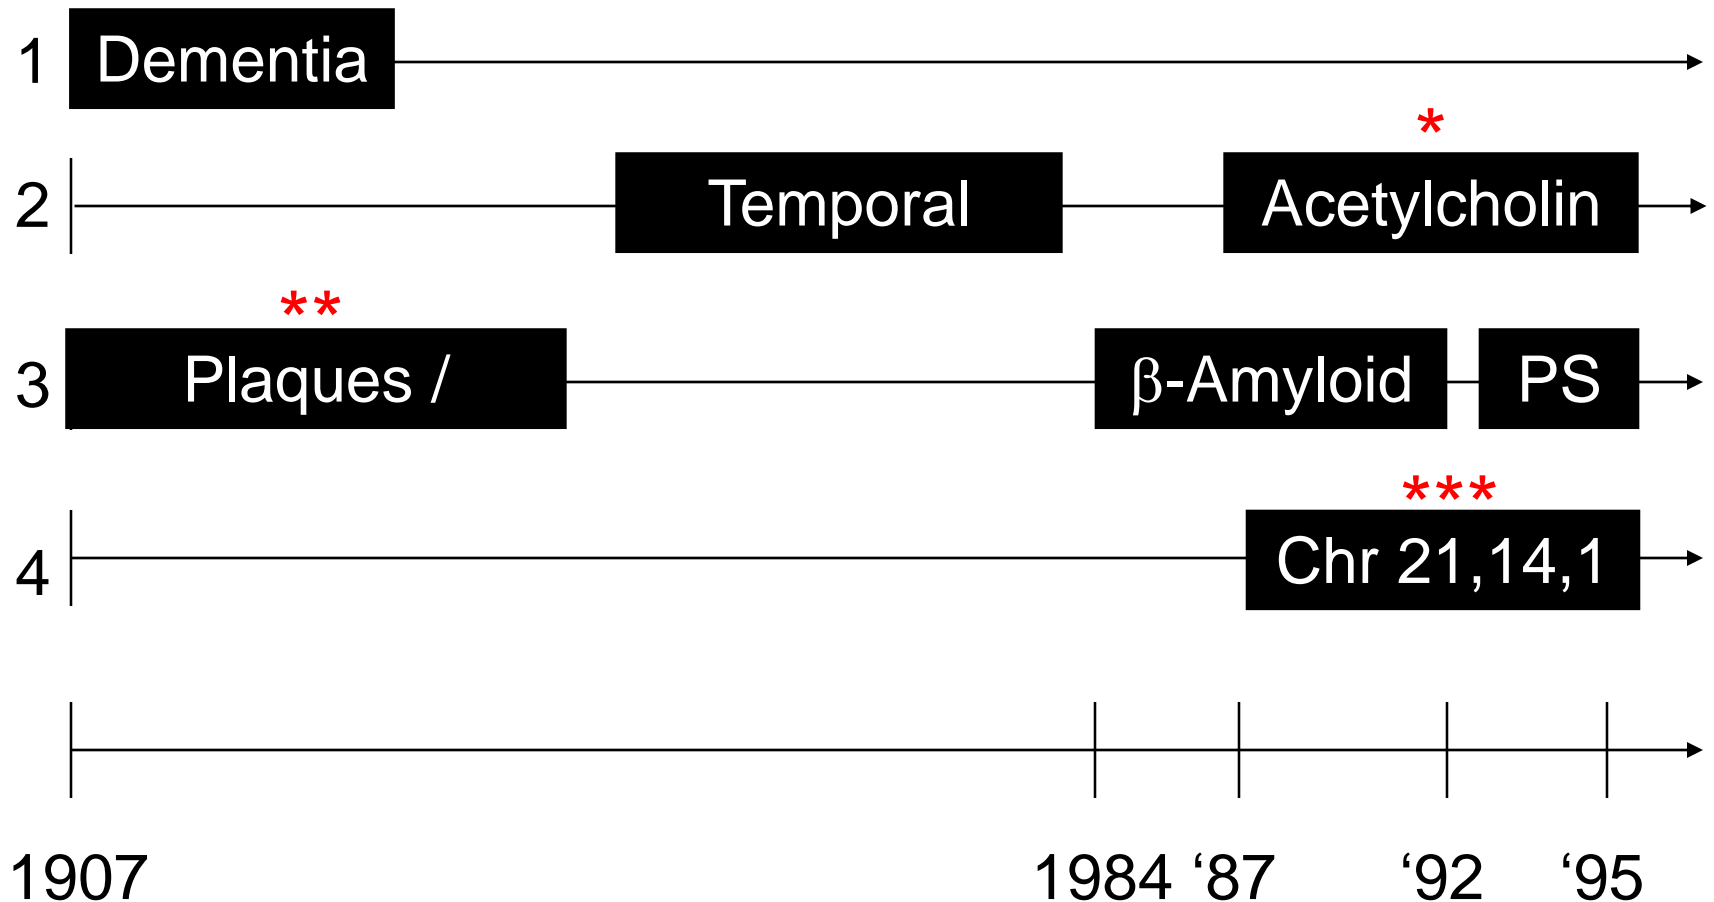 1 Dementia
*
2 Temporal Acetylcholin
**
3 Plaques / β-Amyloid PS
***
4 Chr 21,14,1
1907 1984 ‘87 ‘92 ‘95